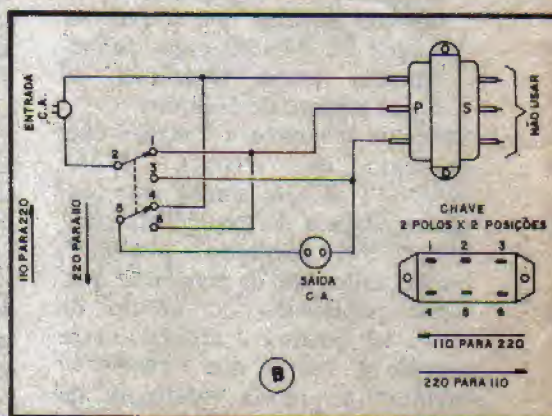 ENTRADA
C.A.
110 PARA 220
220 PARA 110
1
2
3
4
5
6
SAÍDA
C.A.
P
S
NÃO USAR
CHAVE
2 POLOS X 2 POSIÇÕES
1 2 3
4 5 6
110 PARA 220
220 PARA 110
B